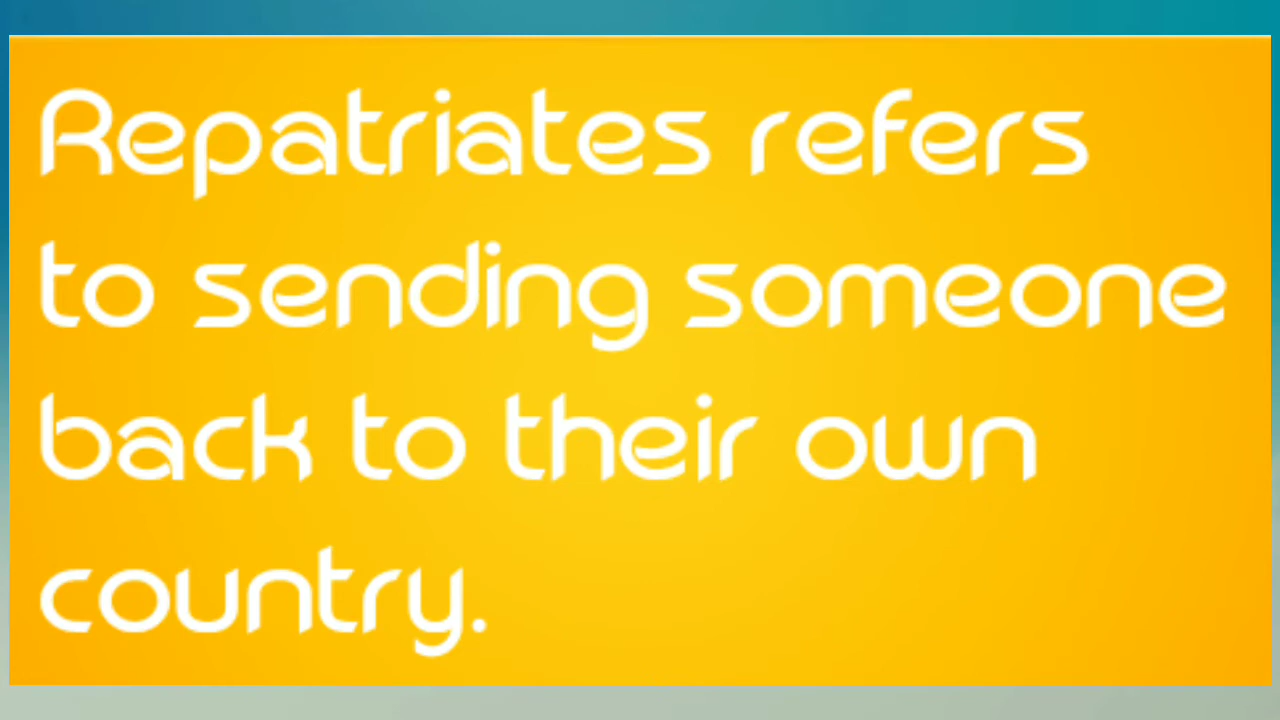 Repatriates refers
to sending someone
back to their own
country.